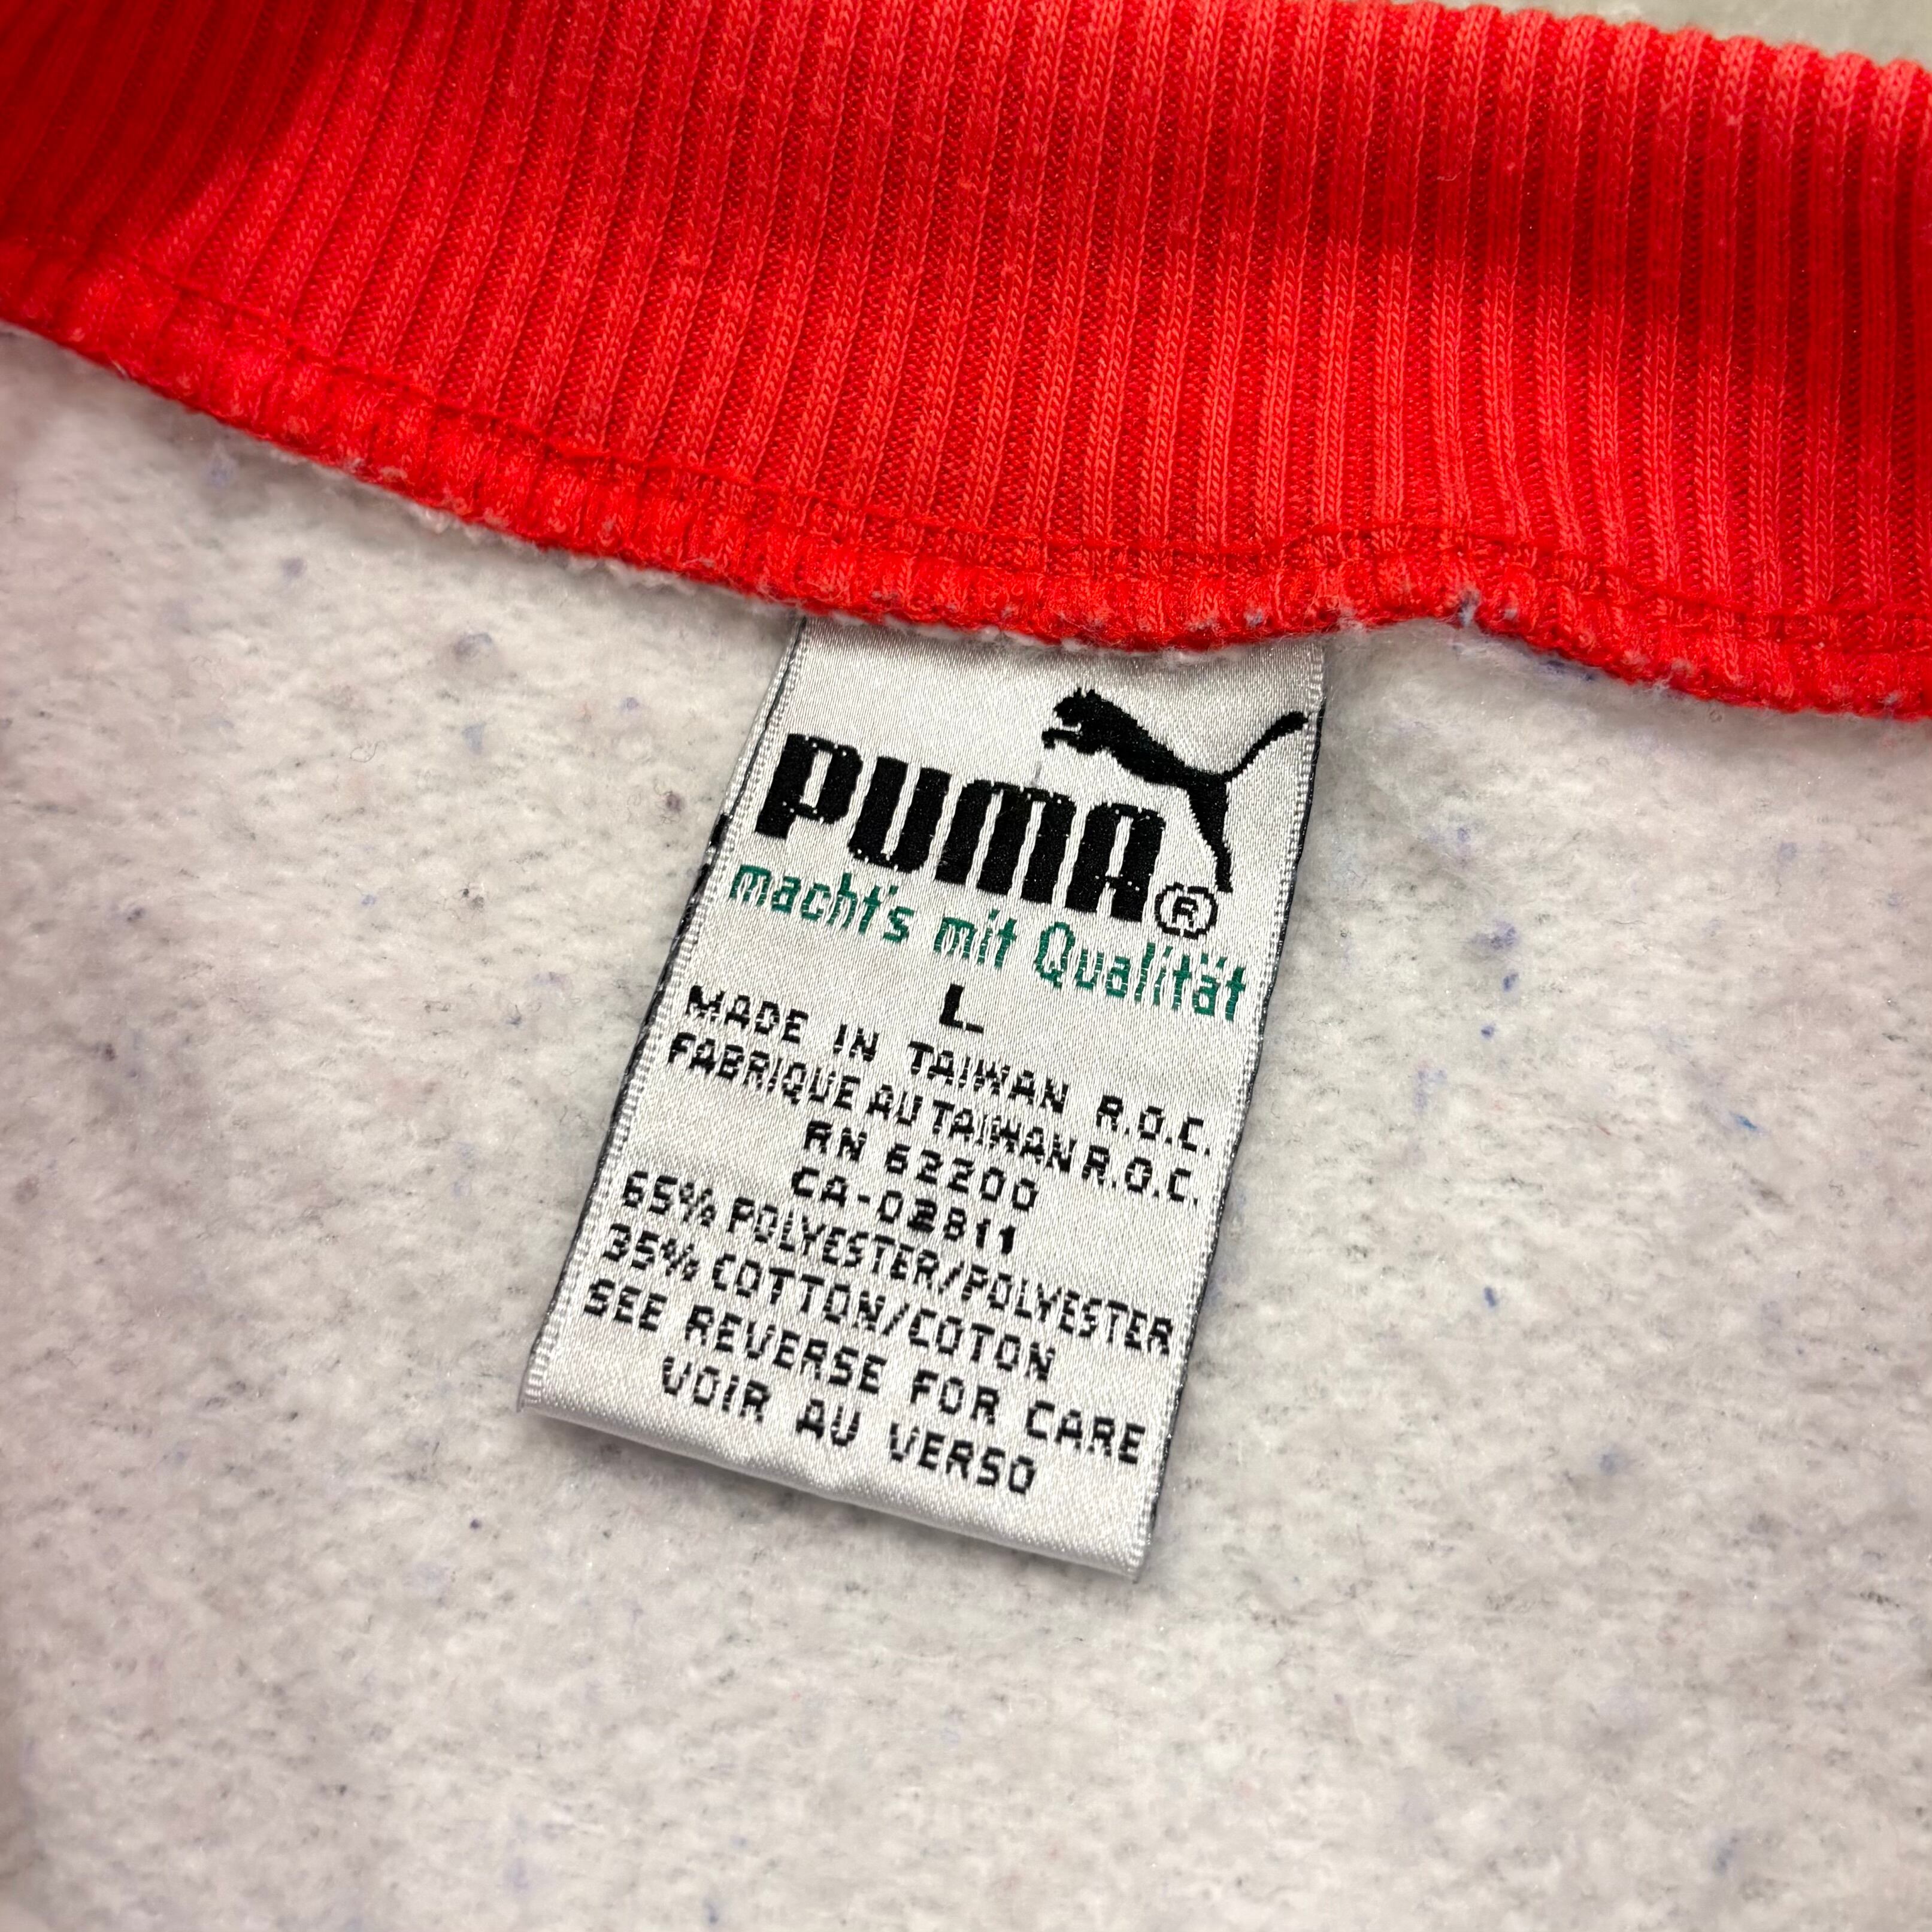 PUMA®
macht's mit Qualität
L
MADE IN TAIWAN R.O.C.
FABRIQUE AU TAIWAN R.O.C.
RN 62200
CA-02811
65% POLYESTER/POLYESTER
35% COTTON/COTON
SEE REVERSE FOR CARE
VOIR AU VERSO